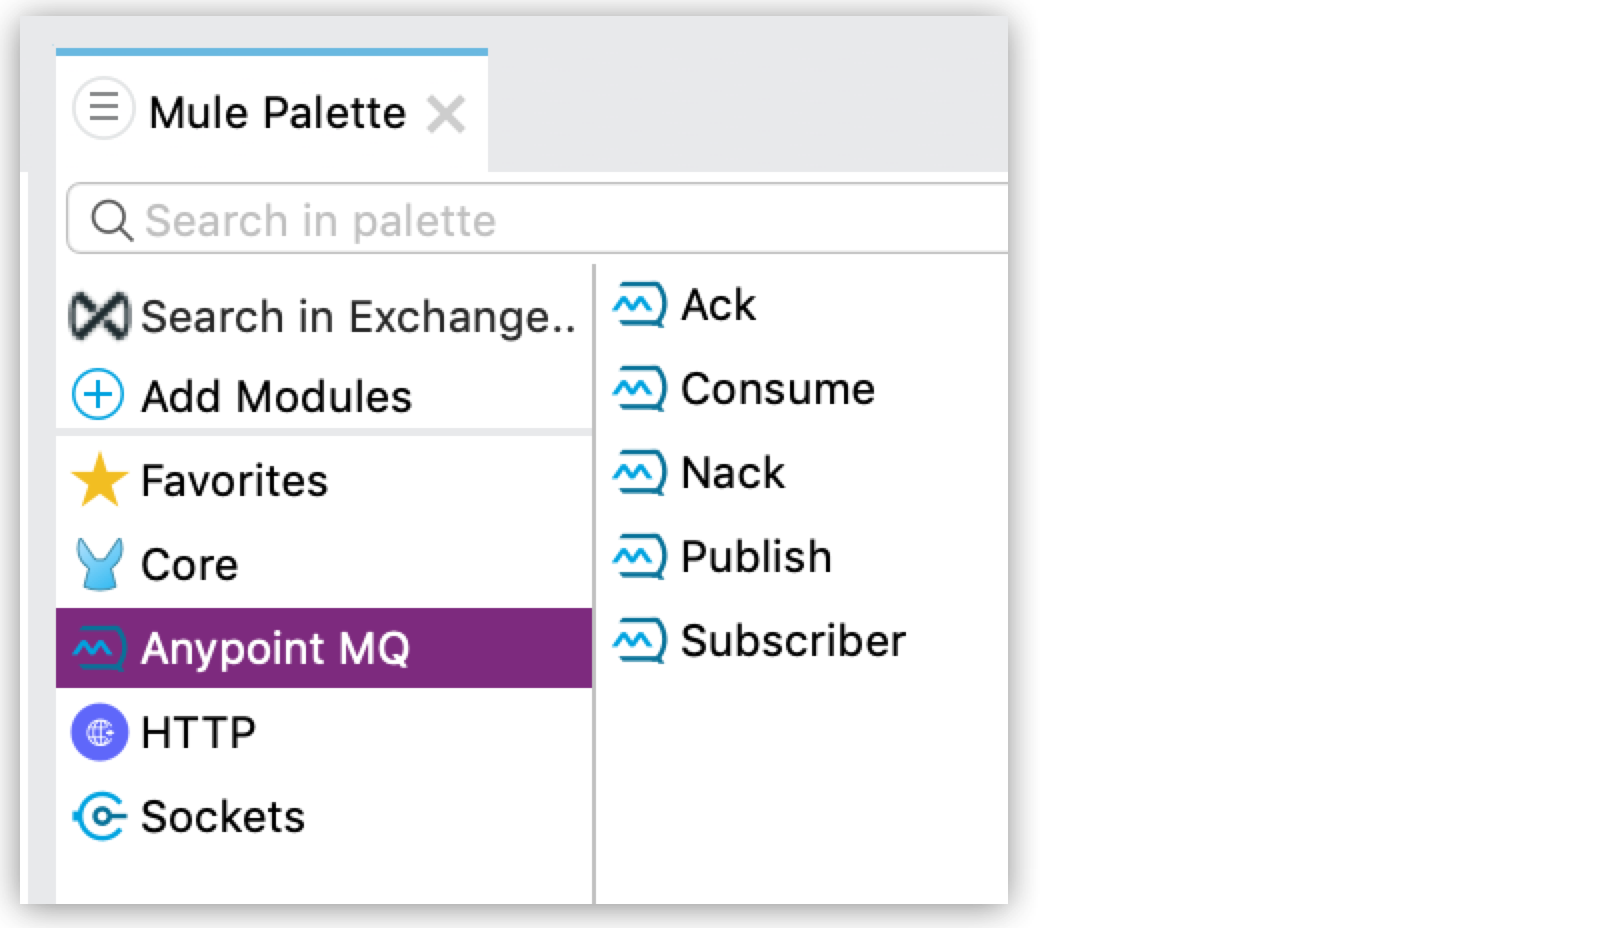 Mule Palette
Search in palette
Search in Exchange..
Add Modules
Favorites
Core
Anypoint MQ
HTTP
Sockets
Ack
Consume
Nack
Publish
Subscriber